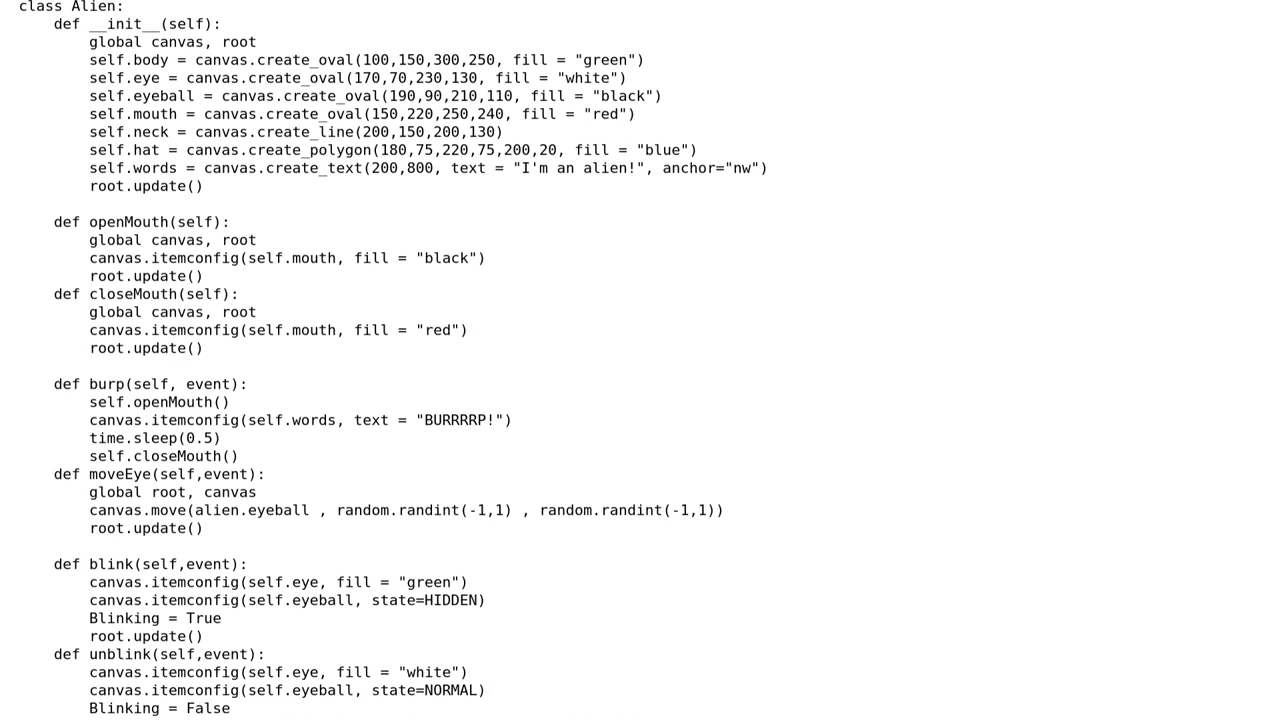 class Alien:
    def __init__(self):
        global canvas, root
        self.body = canvas.create_oval(100,150,300,250, fill = "green")
        self.eye = canvas.create_oval(170,70,230,130, fill = "white")
        self.eyeball = canvas.create_oval(190,90,210,110, fill = "black")
        self.mouth = canvas.create_oval(150,220,250,240, fill = "red")
        self.neck = canvas.create_line(200,150,200,130)
        self.hat = canvas.create_polygon(180,75,220,75,200,20, fill = "blue")
        self.words = canvas.create_text(200,800, text = "I'm an alien!", anchor="nw")
        root.update()

    def openMouth(self):
        global canvas, root
        canvas.itemconfig(self.mouth, fill = "black")
        root.update()
    def closeMouth(self):
        global canvas, root
        canvas.itemconfig(self.mouth, fill = "red")
        root.update()

    def burp(self, event):
        self.openMouth()
        canvas.itemconfig(self.words, text = "BURRRRP!")
        time.sleep(0.5)
        self.closeMouth()
    def moveEye(self,event):
        global root, canvas
        canvas.move(alien.eyeball , random.randint(-1,1) , random.randint(-1,1))
        root.update()

    def blink(self,event):
        canvas.itemconfig(self.eye, fill = "green")
        canvas.itemconfig(self.eyeball, state=HIDDEN)
        Blinking = True
        root.update()
    def unblink(self,event):
        canvas.itemconfig(self.eye, fill = "white")
        canvas.itemconfig(self.eyeball, state=NORMAL)
        Blinking = False